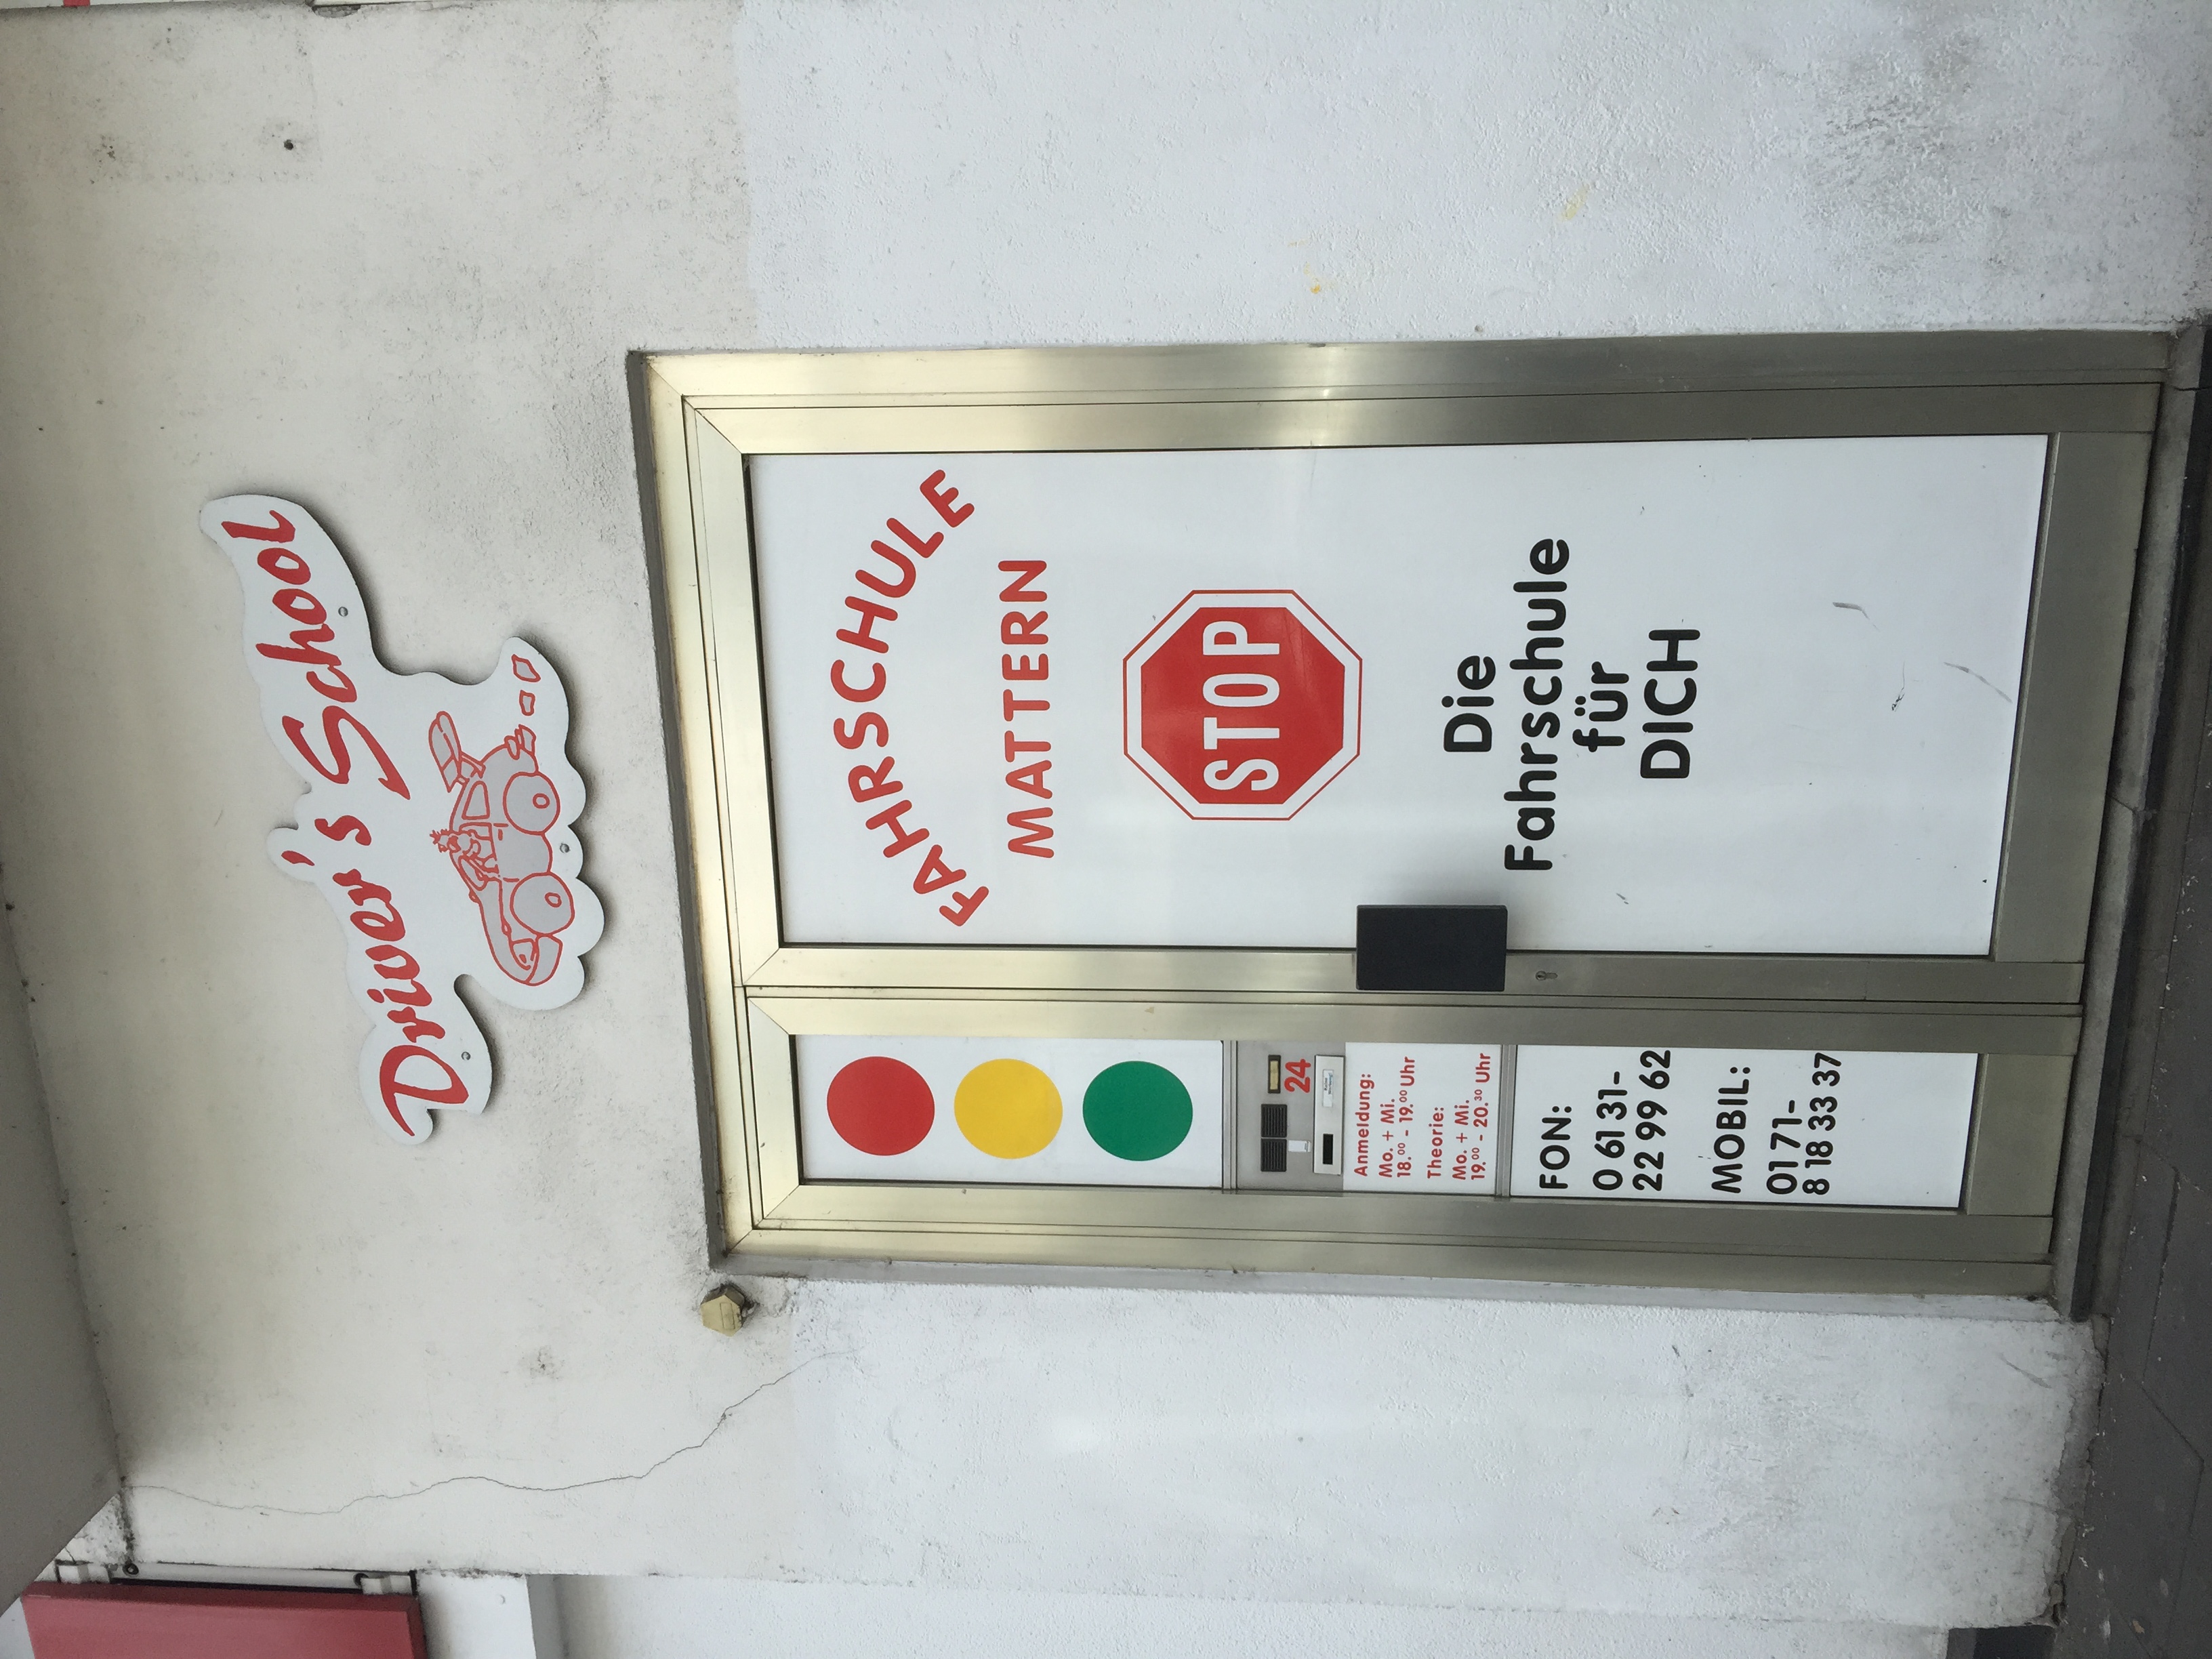 Driver's School
FAHRSCHULE
MATTERN
STOP
Die
Fahrschule
für
DICH
24
Anmeldung:
Mo. + Mi.
18.00 - 19.00 Uhr
Theorie:
Mo. + Mi.
19.00 - 20.30 Uhr
FON:
0 61 31-
22 99 62
MOBIL:
01 71-
8 18 33 37